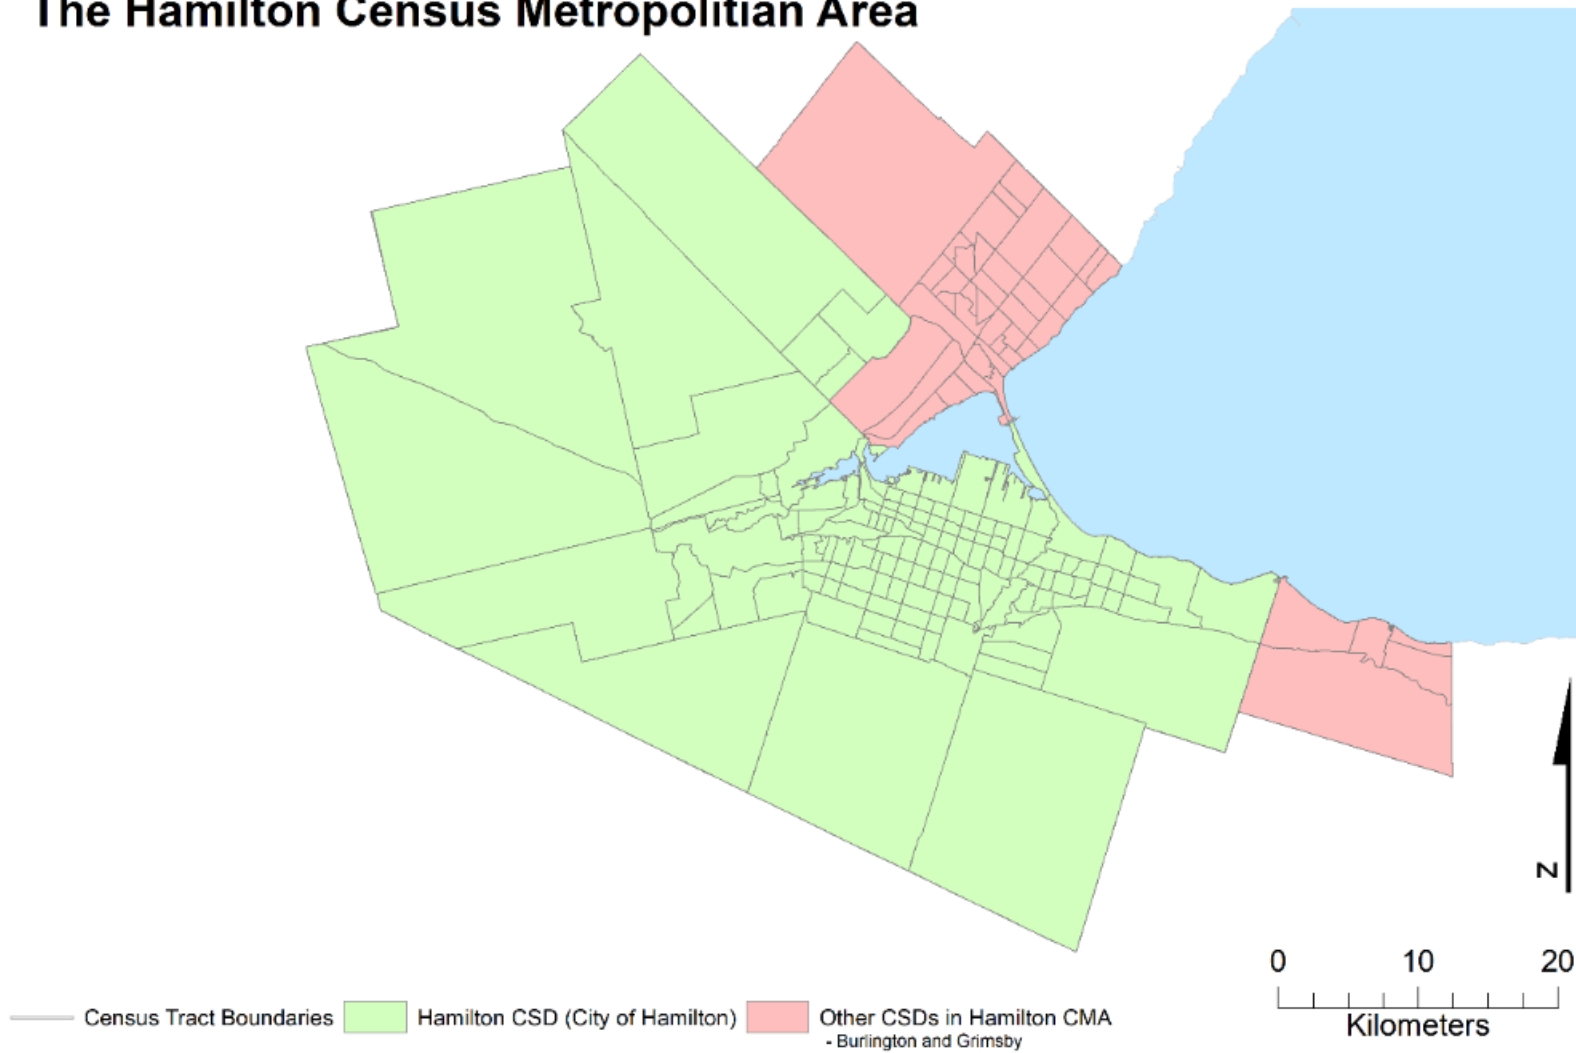 The Hamilton Census Metropolitian Area
N
0 10 20
Kilometers
Census Tract Boundaries
Hamilton CSD (City of Hamilton)
Other CSDs in Hamilton CMA
- Burlington and Grimsby